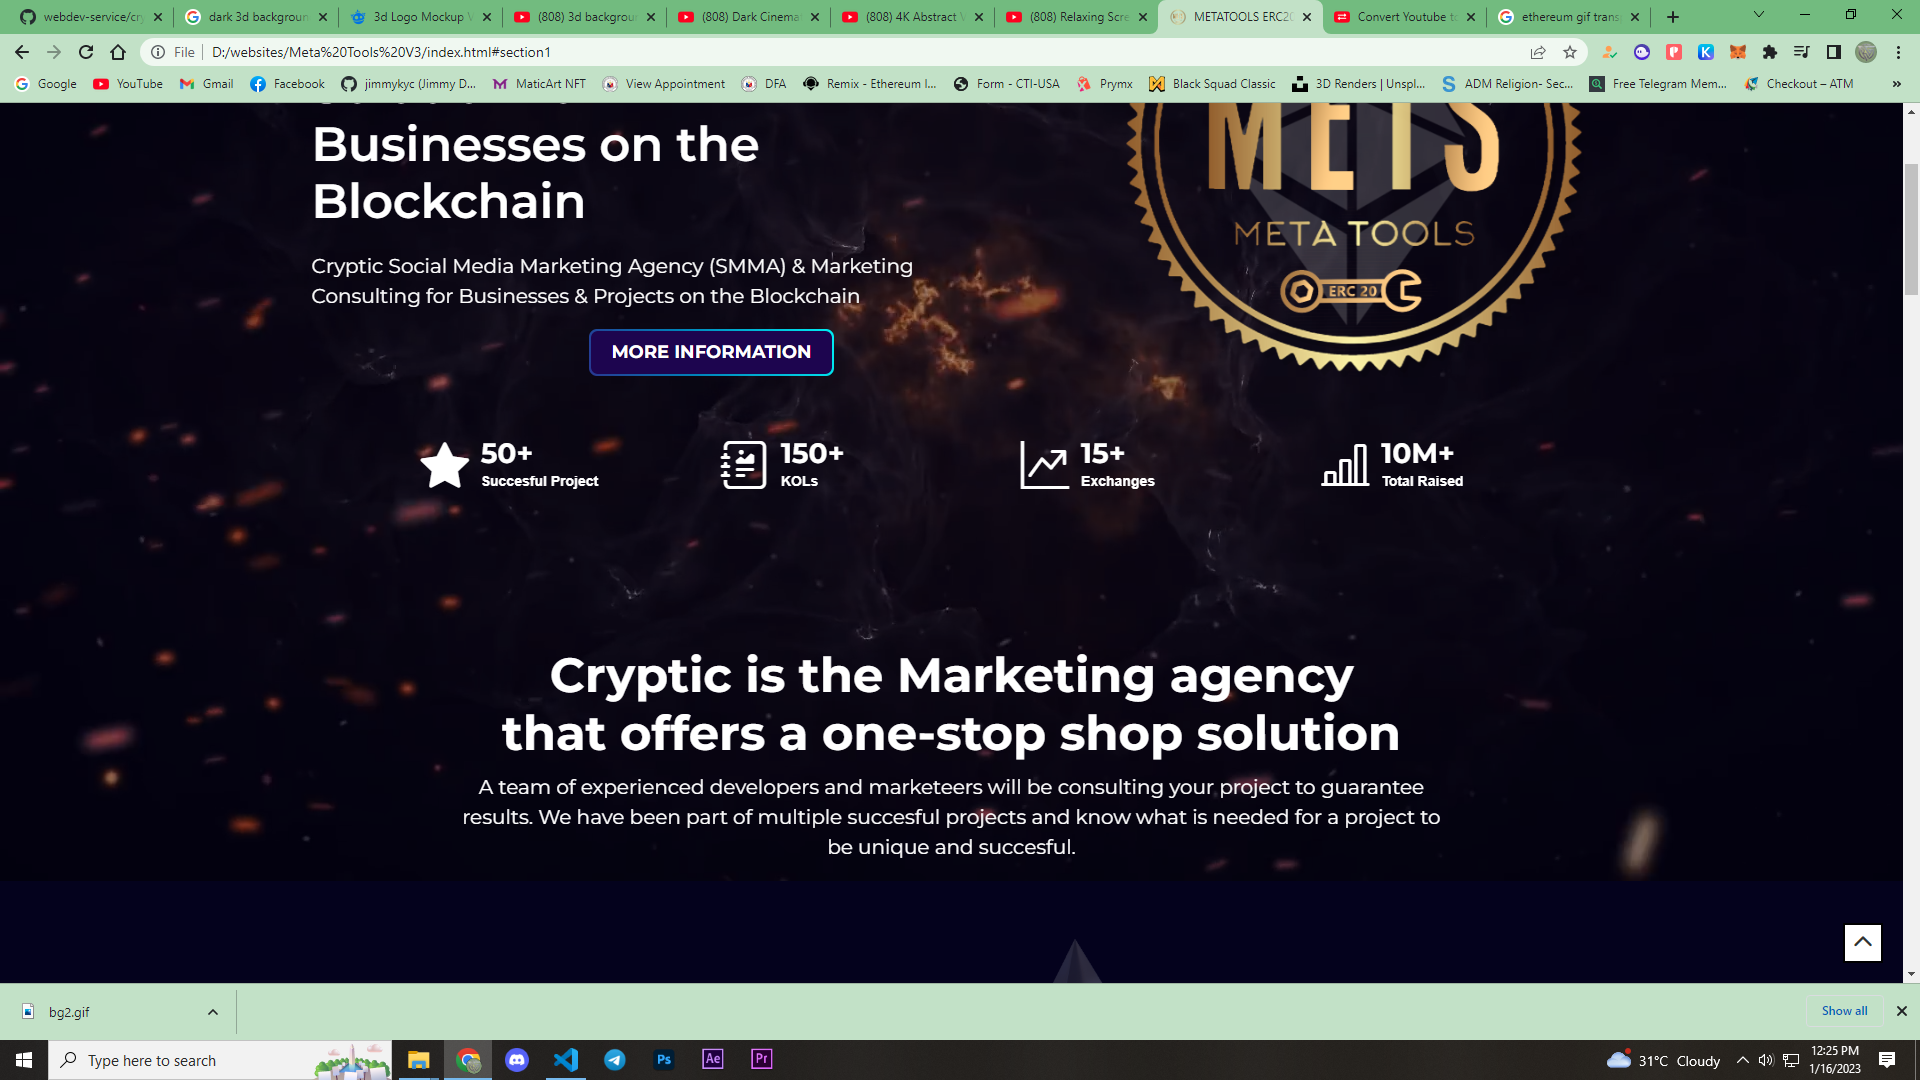 webdev-service/cry
dark 3d backgroun
3d Logo Mockup V
(808) 3d backgrou
(808) Dark Cinema
(808) 4K Abstract V
(808) Relaxing Scre
METATOOLS ERC20
Convert Youtube to
ethereum gif trans
File
D:/websites/Meta%20Tools%20V3/index.html#section1
Google
YouTube
Gmail
Facebook
jimmykyc (Jimmy D...
MaticArt NFT
View Appointment
DFA
Remix - Ethereum I...
Form - CTI-USA
Prymx
Black Squad Classic
3D Renders | Unspl...
ADM Religion- Sec...
Free Telegram Mem...
Checkout – ATM
»
Businesses on the
Blockchain
Cryptic Social Media Marketing Agency (SMMA) & Marketing
Consulting for Businesses & Projects on the Blockchain
MORE INFORMATION
METS
META TOOLS
ERC 20
50+
Succesful Project
150+
KOLs
15+
Exchanges
10M+
Total Raised
Cryptic is the Marketing agency
that offers a one-stop shop solution
A team of experienced developers and marketeers will be consulting your project to guarantee
results. We have been part of multiple succesful projects and know what is needed for a project to
be unique and succesful.
bg2.gif
Show all
Type here to search
Ps
Ae
Pr
31°C Cloudy
12:25 PM
1/16/2023